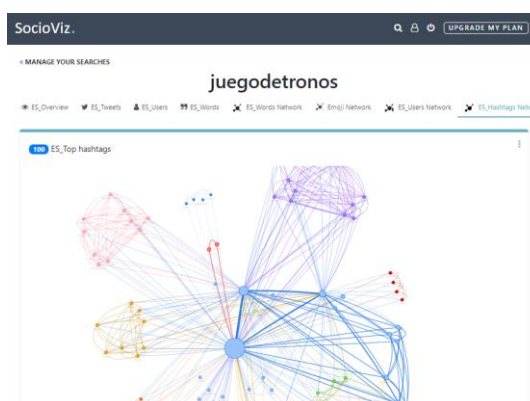 SocioViz.
UPGRADE MY PLAN
« MANAGE YOUR SEARCHES
juegodetronos
ES_Overview ES_Tweets ES_Users ES_Words ES_Words Network Emoji Network ES_Users Network ES_Hashtags Net
100 ES_Top hashtags